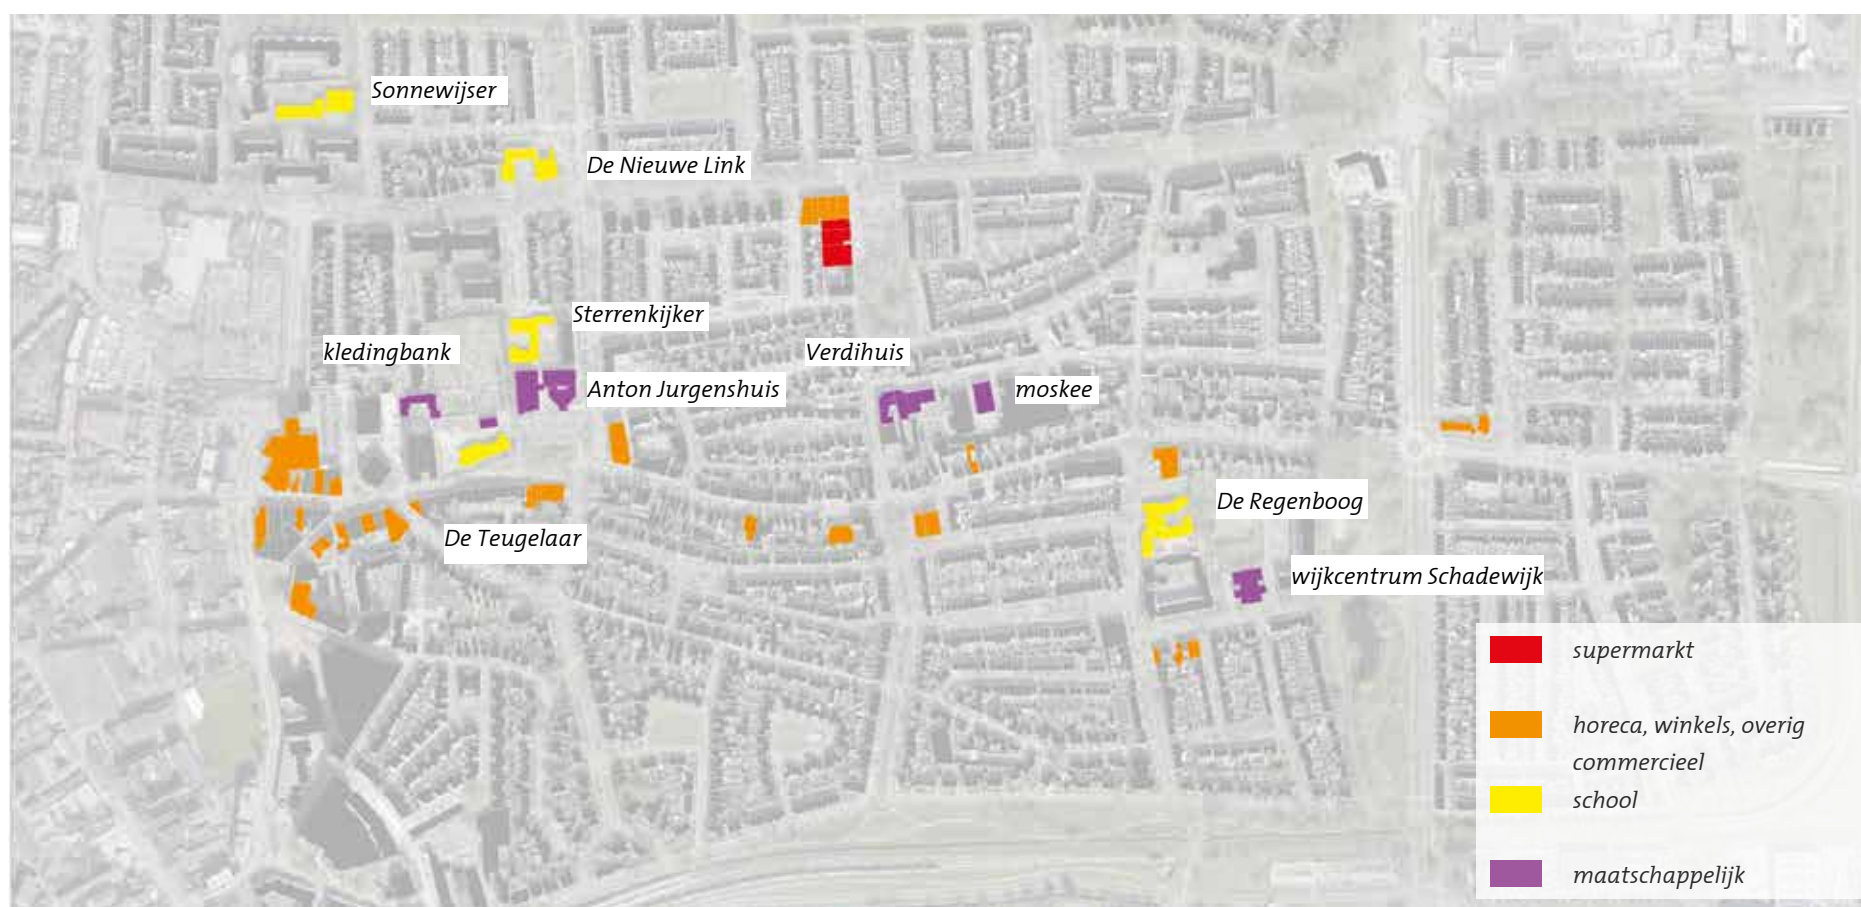 Sonnewijser
De Nieuwe Link
Sterrenkijker
kledingbank
Verdihuis
Anton Jurgenshuis
moskee
De Regenboog
De Teugelaar
wijkcentrum Schadewijk
supermarkt
horeca, winkels, overig
commercieel
school
maatschappelijk